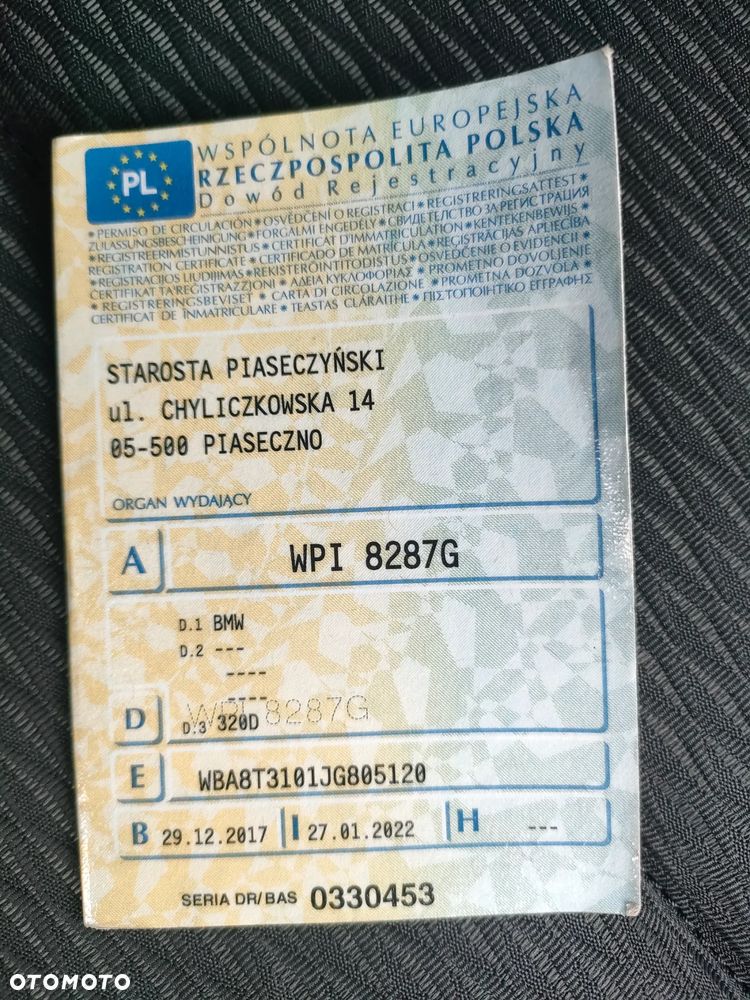 PL
WSPÓLNOTA EUROPEJSKA
RZECZPOSPOLITA POLSKA
Dowód Rejestracyjny
* PERMISO DE CIRCULACIÓN * OSVĚDČENÍ O REGISTRACI * REGISTRERINGSATTEST *
ZULASSUNGSBESCHEINIGUNG * FORGALMI ENGEDÉLY * СВИДЕТЕЛСТВО ЗА РЕГИСТРАЦИЯ
* REGISTREERIMISTUNNISTUS * CERTIFICAT D'IMMATRICULATION * KENTEKENBEWIJS *
REGISTRATION CERTIFICATE * CERTIFICADO DE MATRÍCULA * REĢISTRĀCIJAS APLIECĪBA
* REGISTRACIJOS LIUDIJIMAS * REKISTERÖINTITODISTUS * OSVEDČENIE O EVIDENCII *
CERTIFIKAT TA' REĠISTRAZZJONI * ΑΔΕΙΑ ΚΥΚΛΟΦΟΡΙΑΣ * PROMETNO DOVOLJENJE
* REGISTRERINGSBEVISET * CARTA DI CIRCOLAZIONE * PROMETNA DOZVOLA *
CERTIFICAT DE ÎNMATRICULARE * TEASTAS CLÁRAITHE * ΠΙΣΤΟΠΟΙΗΤΙΚΟ ΕΓΓΡΑΦΗΣ
STAROSTA PIASECZYŃSKI
ul. CHYLICZKOWSKA 14
05-500 PIASECZNO
ORGAN WYDAJĄCY
A WPI 8287G
D.1 BMW
D.2 ---
----
----
WPI 8287G
D D.3 320D
E WBA8T3101JG805120
B 29.12.2017 I 27.01.2022 H ---
SERIA DR/BAS 0330453
OTOMOTO